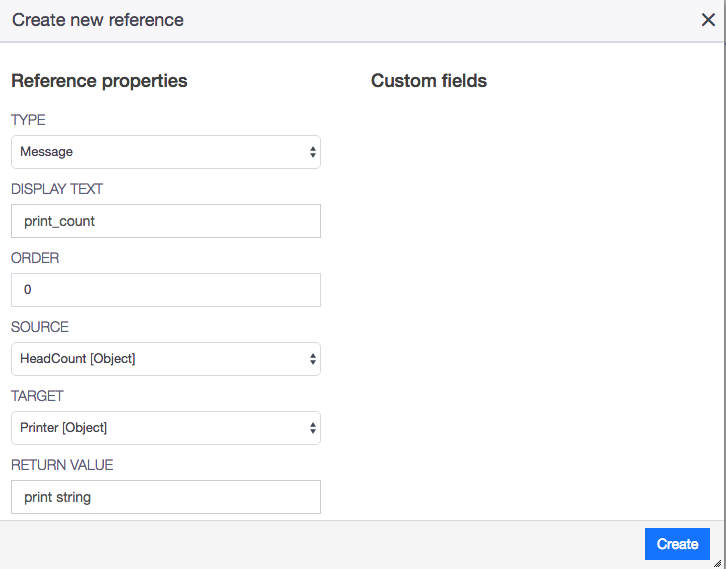 Create new reference
Reference properties
Custom fields
TYPE
Message
DISPLAY TEXT
print_count
ORDER
0
SOURCE
HeadCount [Object]
TARGET
Printer [Object]
RETURN VALUE
print string
Create